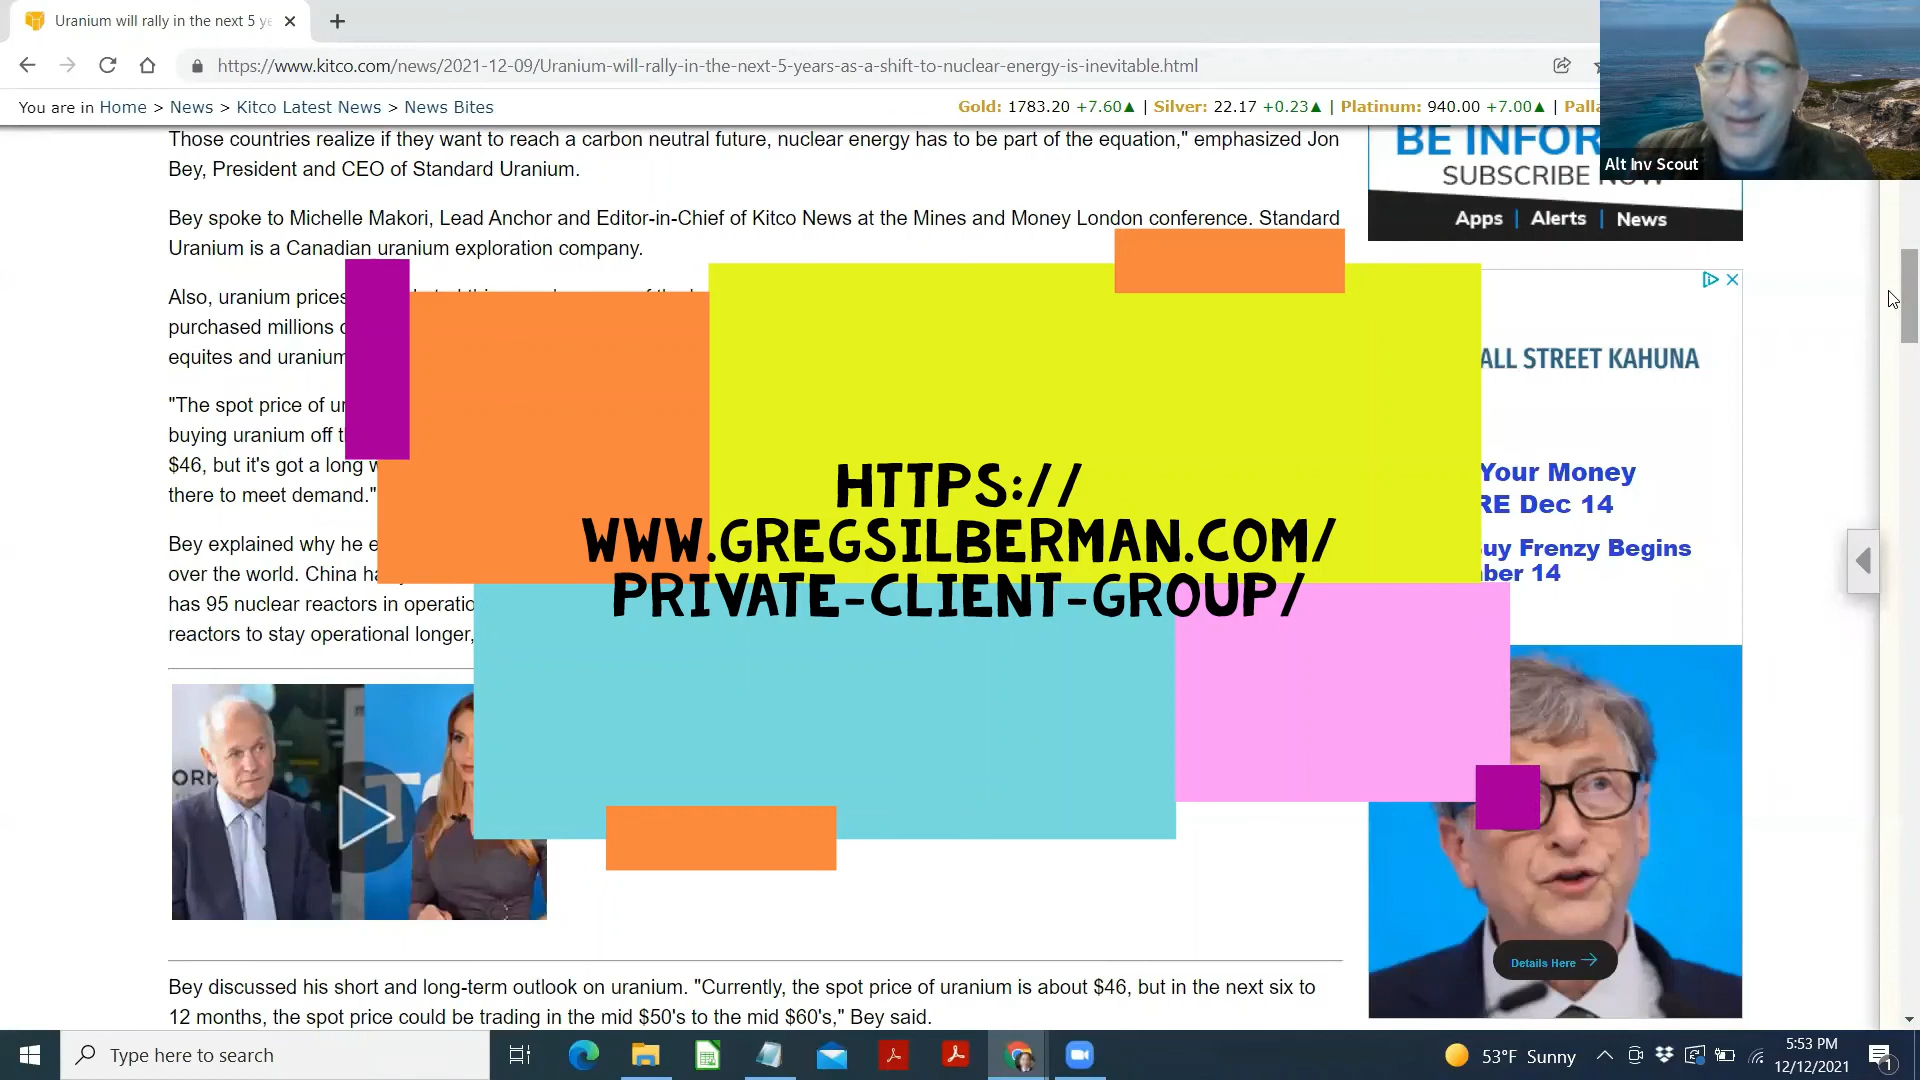 Uranium will rally in the next 5 ye
https://www.kitco.com/news/2021-12-09/Uranium-will-rally-in-the-next-5-years-as-a-shift-to-nuclear-energy-is-inevitable.html
You are in Home > News > Kitco Latest News > News Bites
Gold: 1783.20 +7.60▲ | Silver: 22.17 +0.23▲ | Platinum: 940.00 +7.00▲ | Palla
Alt Inv Scout
Those countries realize if they want to reach a carbon neutral future, nuclear energy has to be part of the equation," emphasized Jon
Bey, President and CEO of Standard Uranium.
Bey spoke to Michelle Makori, Lead Anchor and Editor-in-Chief of Kitco News at the Mines and Money London conference. Standard
Uranium is a Canadian uranium exploration company.
Also, uranium prices
purchased millions
equites and uranium
"The spot price of
buying uranium off
$46, but it's got a long
there to meet demand."
Bey explained why he
over the world. China
has 95 nuclear reactors in operatio
reactors to stay operational longer,
HTTPS://
WWW.GREGSILBERMAN.COM/
PRIVATE-CLIENT-GROUP/
Bey discussed his short and long-term outlook on uranium. "Currently, the spot price of uranium is about $46, but in the next six to
12 months, the spot price could be trading in the mid $50's to the mid $60's," Bey said.
BE INFOR
SUBSCRIBE NOW
Apps | Alerts | News
ALL STREET KAHUNA
Your Money
RE Dec 14
uy Frenzy Begins
ber 14
Details Here
ORM
Type here to search
53°F Sunny
5:53 PM
12/12/2021
1